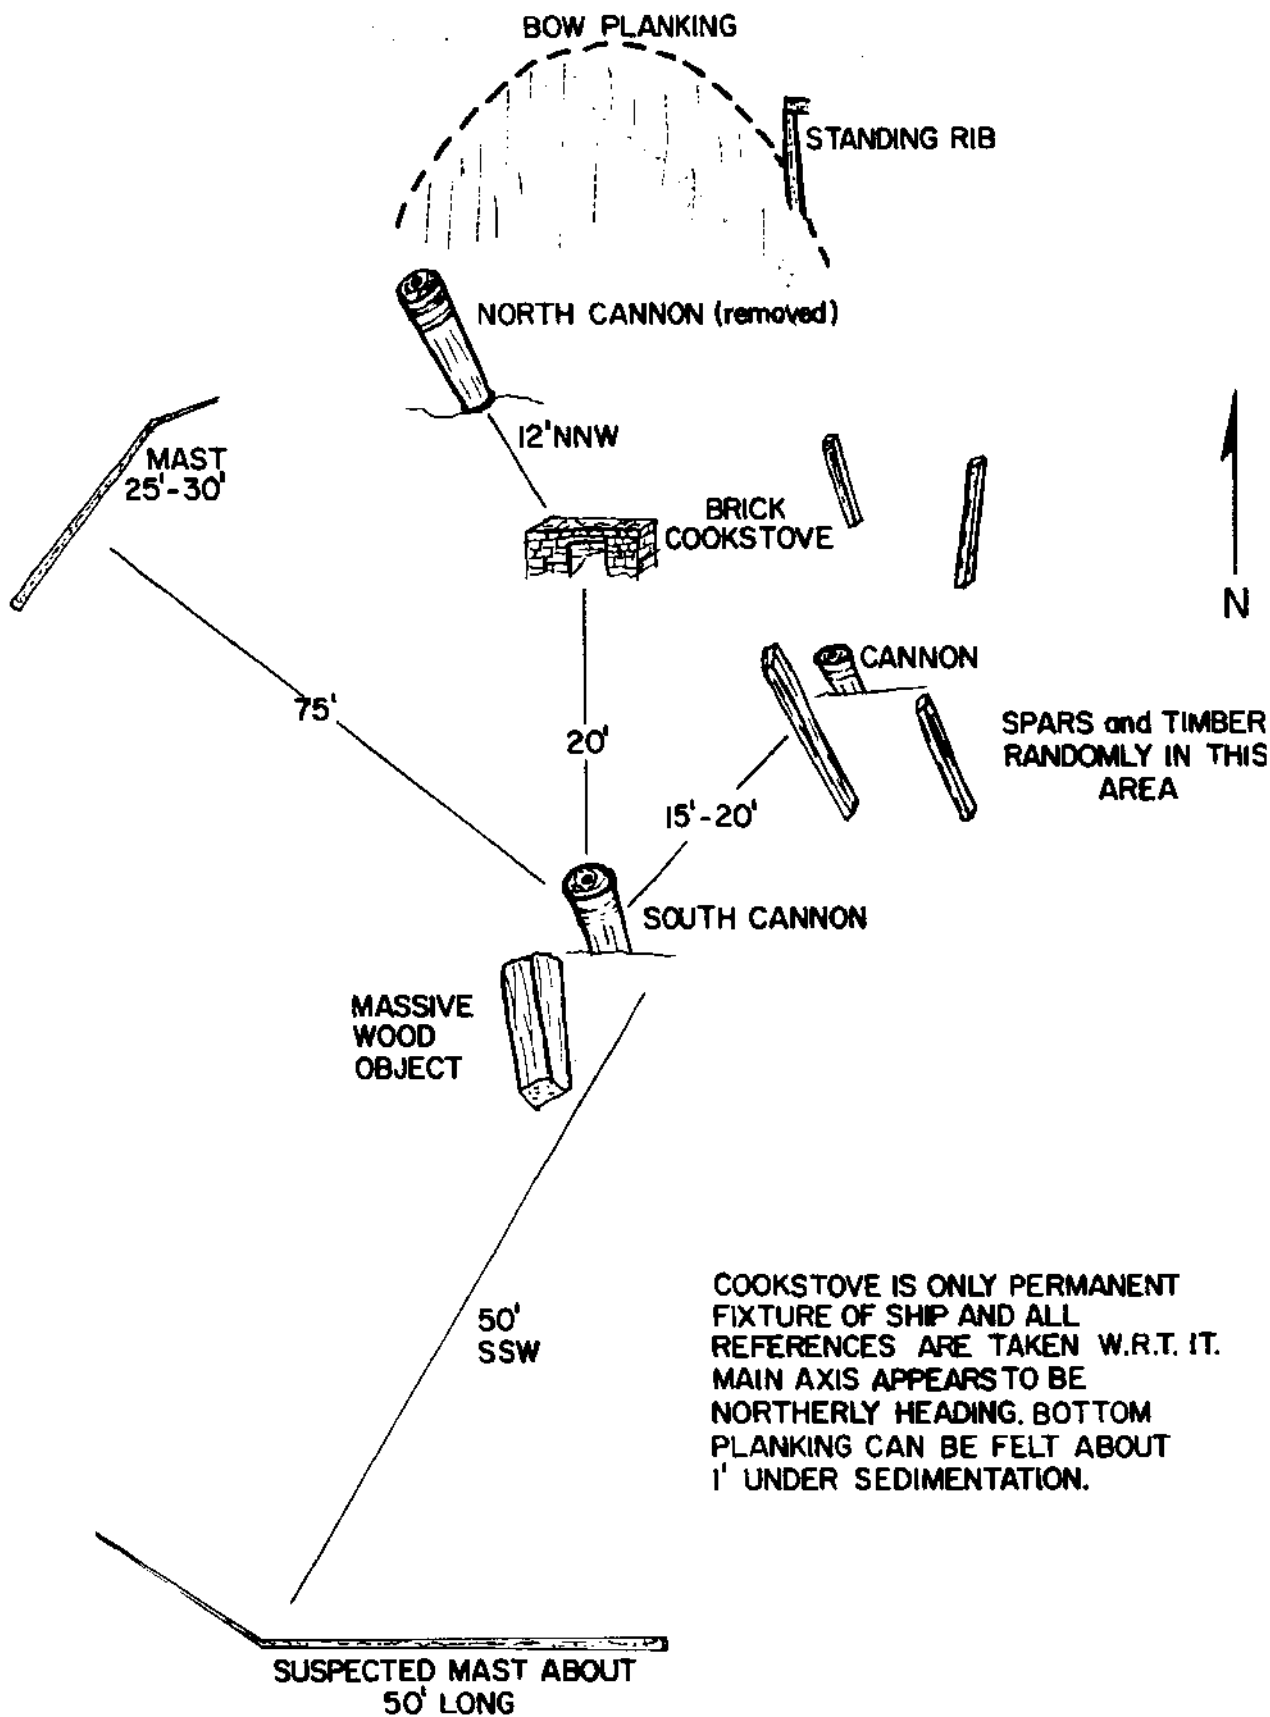 BOW PLANKING
STANDING RIB
NORTH CANNON (removed)
12' NNW
MAST
25'-30'
BRICK
COOKSTOVE
N
CANNON
75'
20'
SPARS and TIMBER
RANDOMLY IN THIS
AREA
15'-20'
SOUTH CANNON
MASSIVE
WOOD
OBJECT
50'
SSW
COOKSTOVE IS ONLY PERMANENT
FIXTURE OF SHIP AND ALL
REFERENCES ARE TAKEN W.R.T. IT.
MAIN AXIS APPEARS TO BE
NORTHERLY HEADING. BOTTOM
PLANKING CAN BE FELT ABOUT
1' UNDER SEDIMENTATION.
SUSPECTED MAST ABOUT
50' LONG